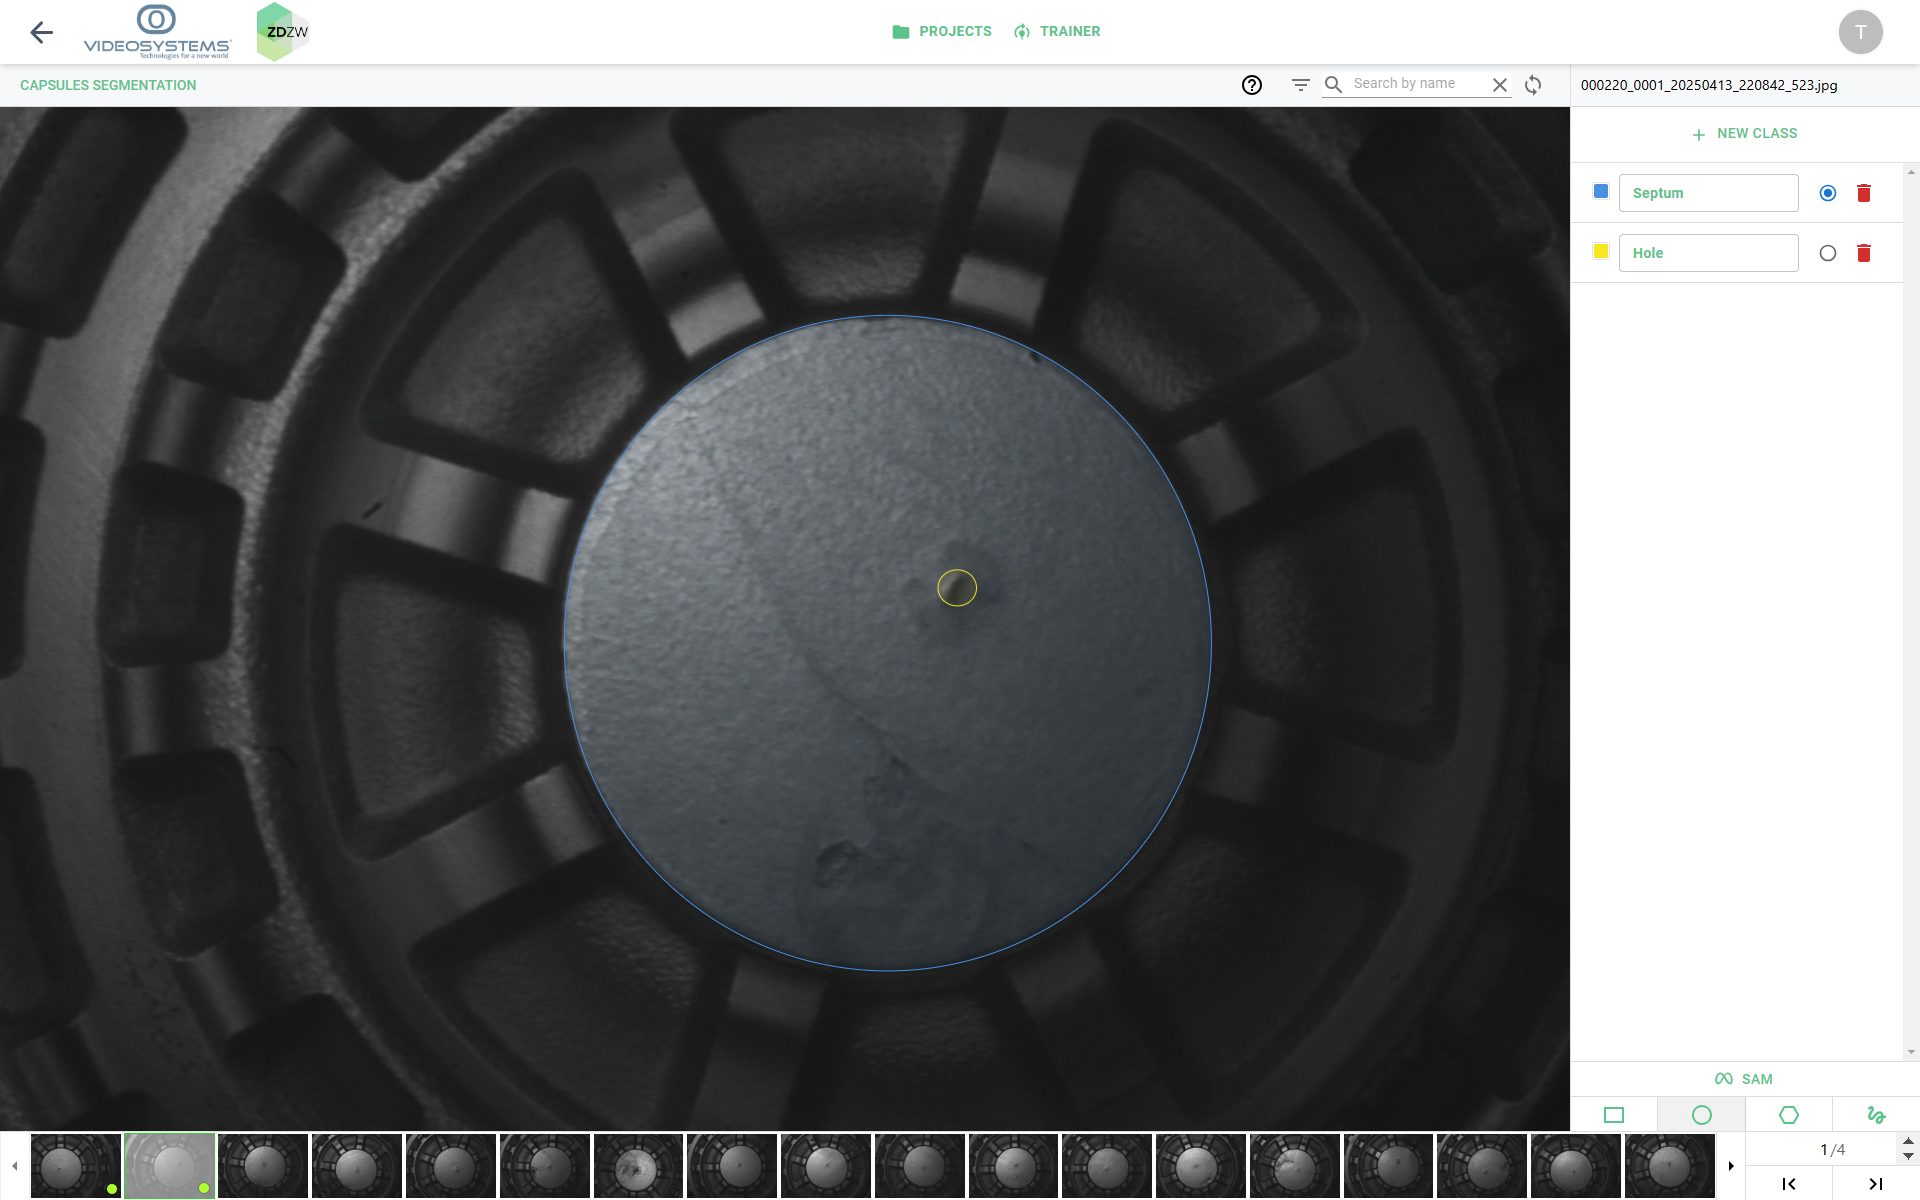 VIDEOSYSTEMS
Technologies for a new world
ZDZW
PROJECTS
TRAINER
T
CAPSULES SEGMENTATION
Search by name
000220_0001_20250413_220842_523.jpg
NEW CLASS
Septum
Hole
SAM
1/4